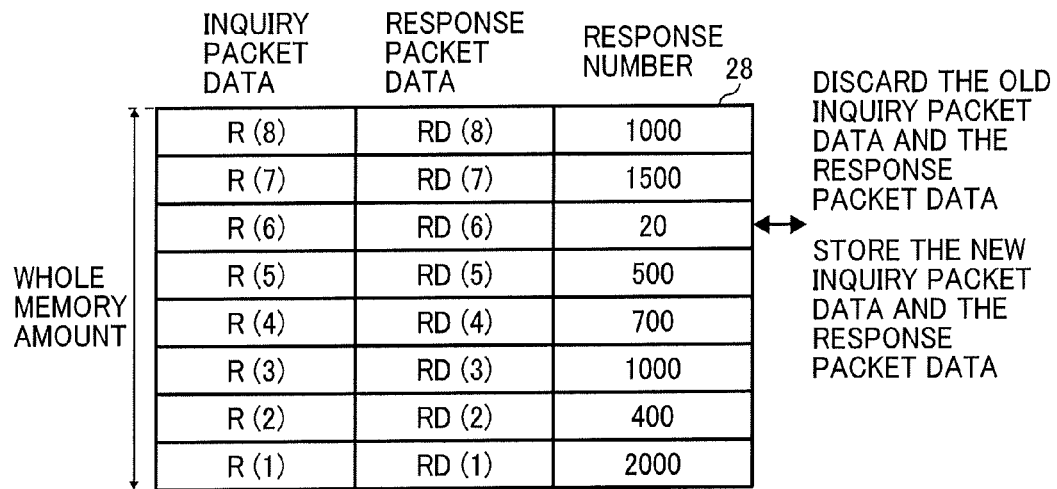 INQUIRY
PACKET
DATA
RESPONSE
PACKET
DATA
RESPONSE
NUMBER
28
R (8) RD (8) 1000
R (7) RD (7) 1500
R (6) RD (6) 20
R (5) RD (5) 500
R (4) RD (4) 700
R (3) RD (3) 1000
R (2) RD (2) 400
R (1) RD (1) 2000
WHOLE
MEMORY
AMOUNT
DISCARD THE OLD
INQUIRY PACKET
DATA AND THE
RESPONSE
PACKET DATA
STORE THE NEW
INQUIRY PACKET
DATA AND THE
RESPONSE
PACKET DATA